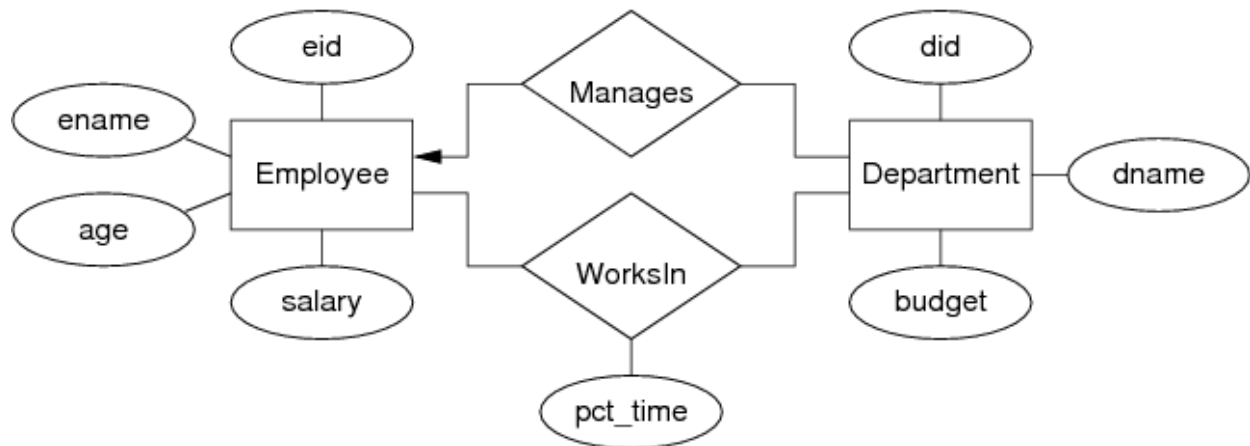 eid
did
ename
Manages
Employee
Department
dname
age
WorksIn
salary
budget
pct_time